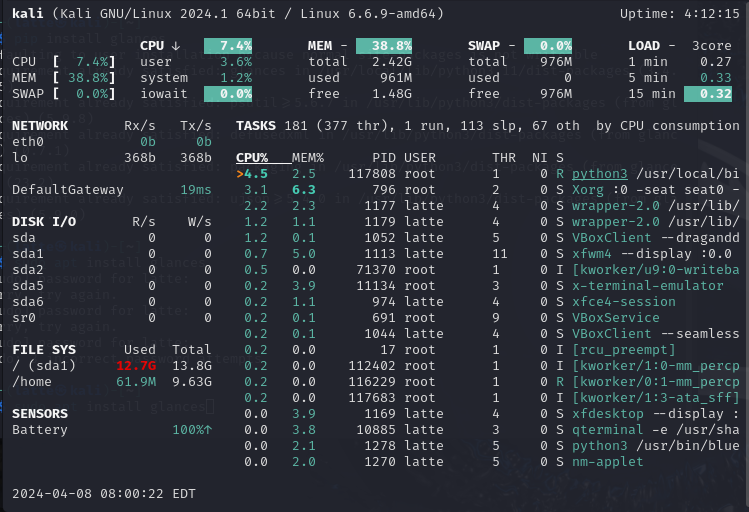 kali (Kali GNU/Linux 2024.1 64bit / Linux 6.6.9-amd64) Uptime: 4:12:15
CPU ↓ 7.4% MEM - 38.8% SWAP - 0.0% LOAD - 3core
CPU [ 7.4%] user 3.6% total 2.42G total 976M 1 min 0.27
MEM [ 38.8%] system 1.2% used 961M used 0 5 min 0.33
SWAP [ 0.0%] iowait 0.0% free 1.48G free 976M 15 min 0.32
NETWORK Rx/s Tx/s TASKS 181 (377 thr), 1 run, 113 slp, 67 oth by CPU consumption
eth0 0b 0b
lo 368b 368b CPU% MEM% PID USER THR NI S
>4.5 2.5 117808 root 1 0 R python3 /usr/local/bi
DefaultGateway 19ms 3.1 6.3 796 root 2 0 S Xorg :0 -seat seat0 -
2.2 2.3 1177 latte 4 0 S wrapper-2.0 /usr/lib/
DISK I/O R/s W/s 1.2 1.1 1179 latte 4 0 S wrapper-2.0 /usr/lib/
sda 0 0 1.2 0.1 1052 latte 5 0 S VBoxClient --dragandd
sda1 0 0 0.7 5.0 1113 latte 11 0 S xfwm4 --display :0.0
sda2 0 0 0.5 0.0 71370 root 1 0 I [kworker/u9:0-writeba
sda5 0 0 0.2 3.9 11134 root 3 0 S x-terminal-emulator
sda6 0 0 0.2 1.1 974 latte 4 0 S xfce4-session
sr0 0 0 0.2 0.1 691 root 9 0 S VBoxService
0.2 0.1 1044 latte 4 0 S VBoxClient --seamless
FILE SYS Used Total 0.2 0.0 17 root 1 0 I [rcu_preempt]
/ (sda1) 12.7G 13.8G 0.2 0.0 112402 root 1 0 I [kworker/1:0-mm_percp
/home 61.9M 9.63G 0.2 0.0 116229 root 1 0 R [kworker/0:1-mm_percp
0.2 0.0 117683 root 1 0 I [kworker/1:3-ata_sff]
SENSORS 0.0 3.9 1169 latte 4 0 S xfdesktop --display :
Battery 100%↑ 0.0 3.8 10885 latte 3 0 S qterminal -e /usr/sha
0.0 2.1 1278 latte 5 0 S python3 /usr/bin/blue
0.0 2.0 1270 latte 5 0 S nm-applet
2024-04-08 08:00:22 EDT